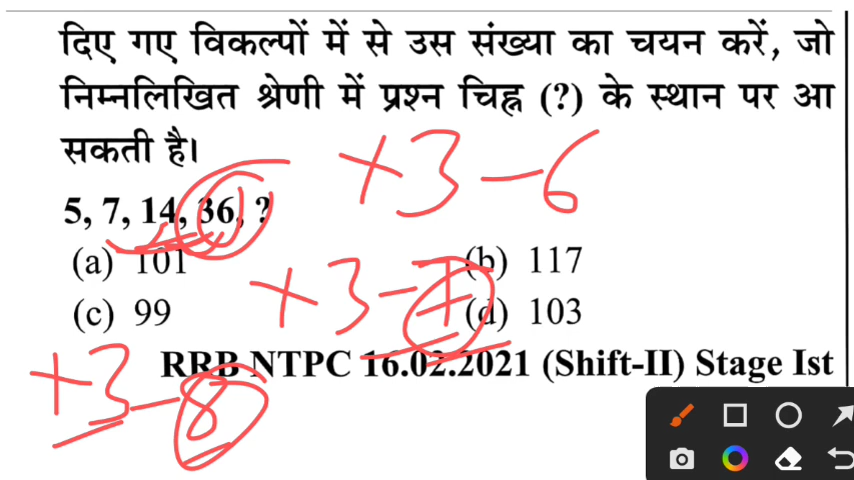 दिए गए विकल्पों में से उस संख्या का चयन करें, जो
निम्नलिखित श्रेणी में प्रश्न चिह्न (?) के स्थान पर आ
सकती है।
×3-6
5, 7, 14, 36, ?
(a) 101 (b) 117
×3-7
(c) 99 (d) 103
RRB NTPC 16.02.2021 (Shift-II) Stage Ist
×3-8